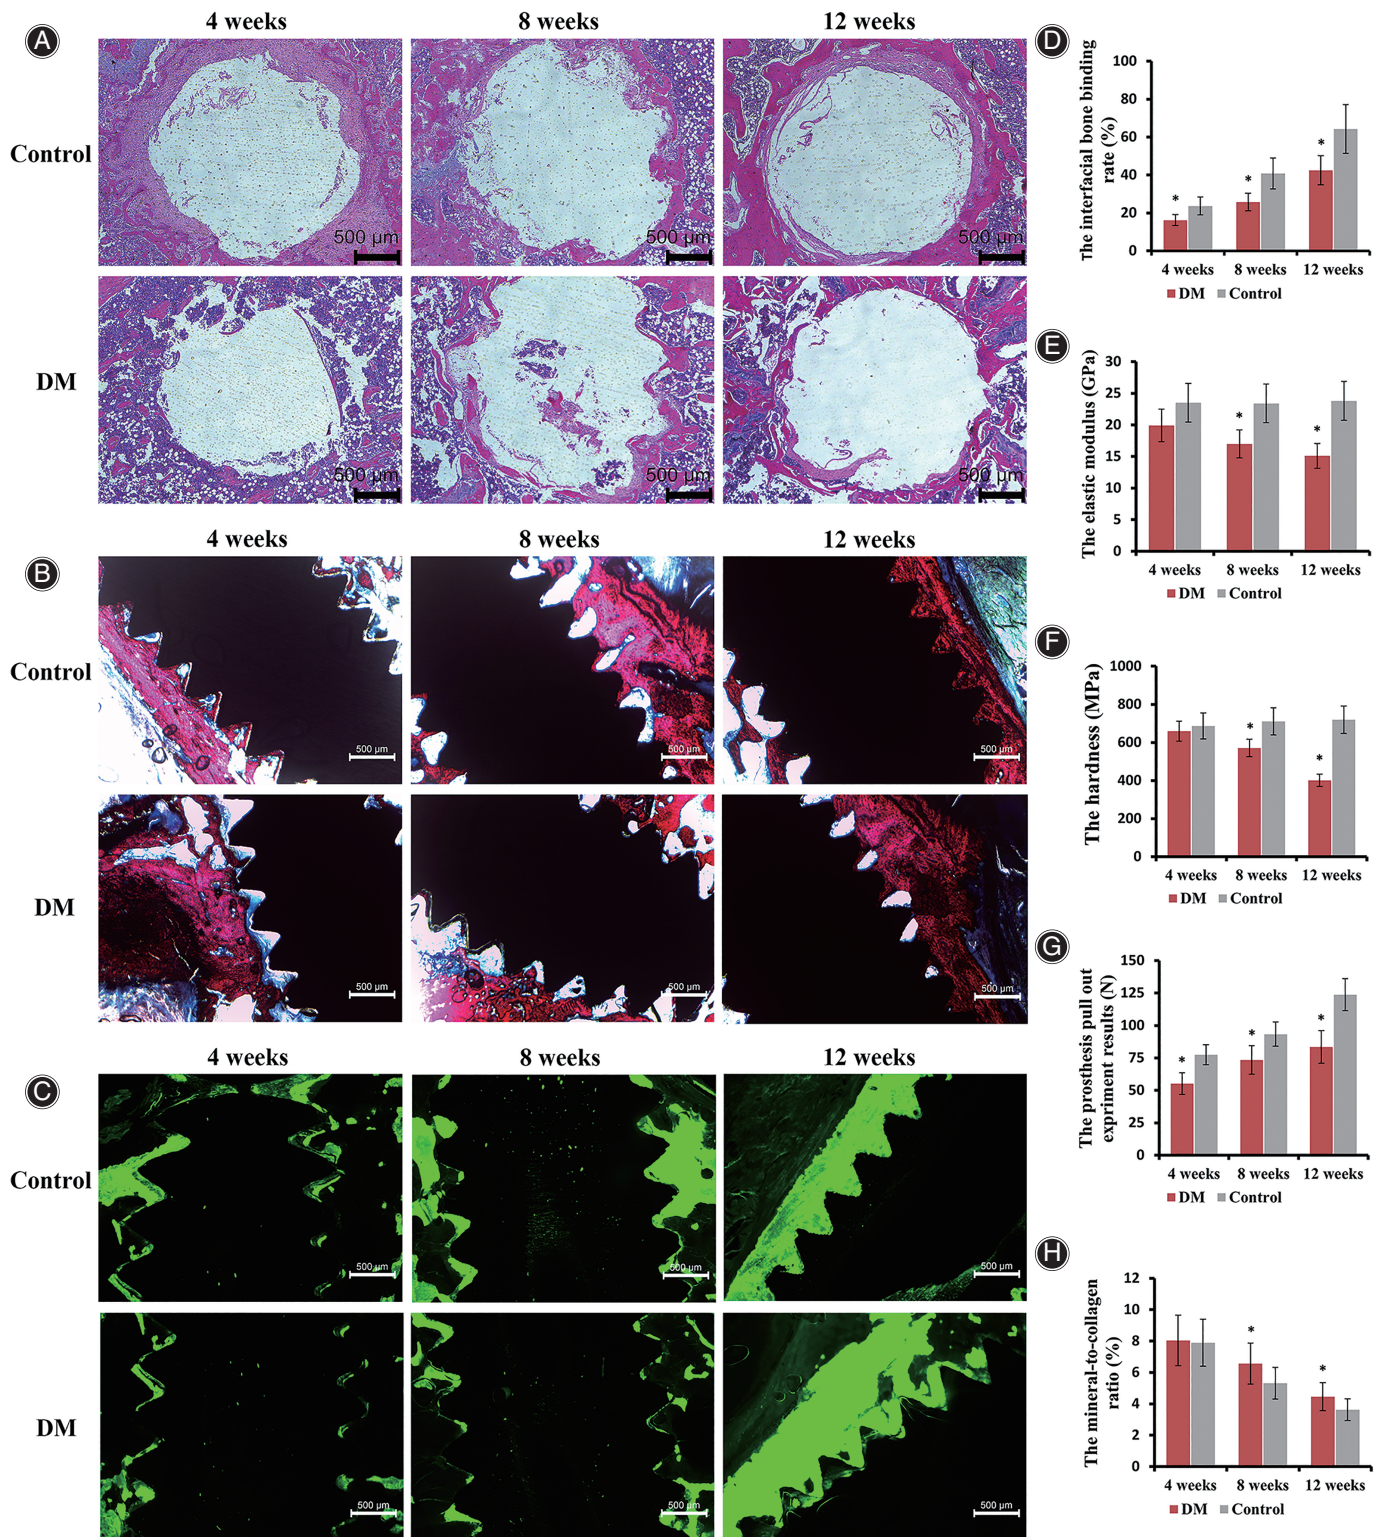 A
4 weeks 8 weeks 12 weeks
Control
500 µm 500 µm 500 µm
DM
500 µm 500 µm 500 µm
B
4 weeks 8 weeks 12 weeks
Control
500 µm 500 µm 500 µm
DM
500 µm 500 µm 500 µm
C
4 weeks 8 weeks 12 weeks
Control
500 µm 500 µm 500 µm
DM
500 µm 500 µm 500 µm
D
The interfacial bone binding
rate (%)
100
80
60
40
20
0
* * *
4 weeks 8 weeks 12 weeks
DM Control
E
The elastic modulus (GPa)
30
25
20
15
10
5
0
* *
4 weeks 8 weeks 12 weeks
DM Control
F
The hardness (MPa)
1000
800
600
400
200
0
* *
4 weeks 8 weeks 12 weeks
DM Control
G
The prosthesis pull out
expriment results (N)
150
125
100
75
50
25
0
* * *
4 weeks 8 weeks 12 weeks
DM Control
H
The mineral-to-collagen
ratio (%)
12
10
8
6
4
2
0
* *
4 weeks 8 weeks 12 weeks
DM Control